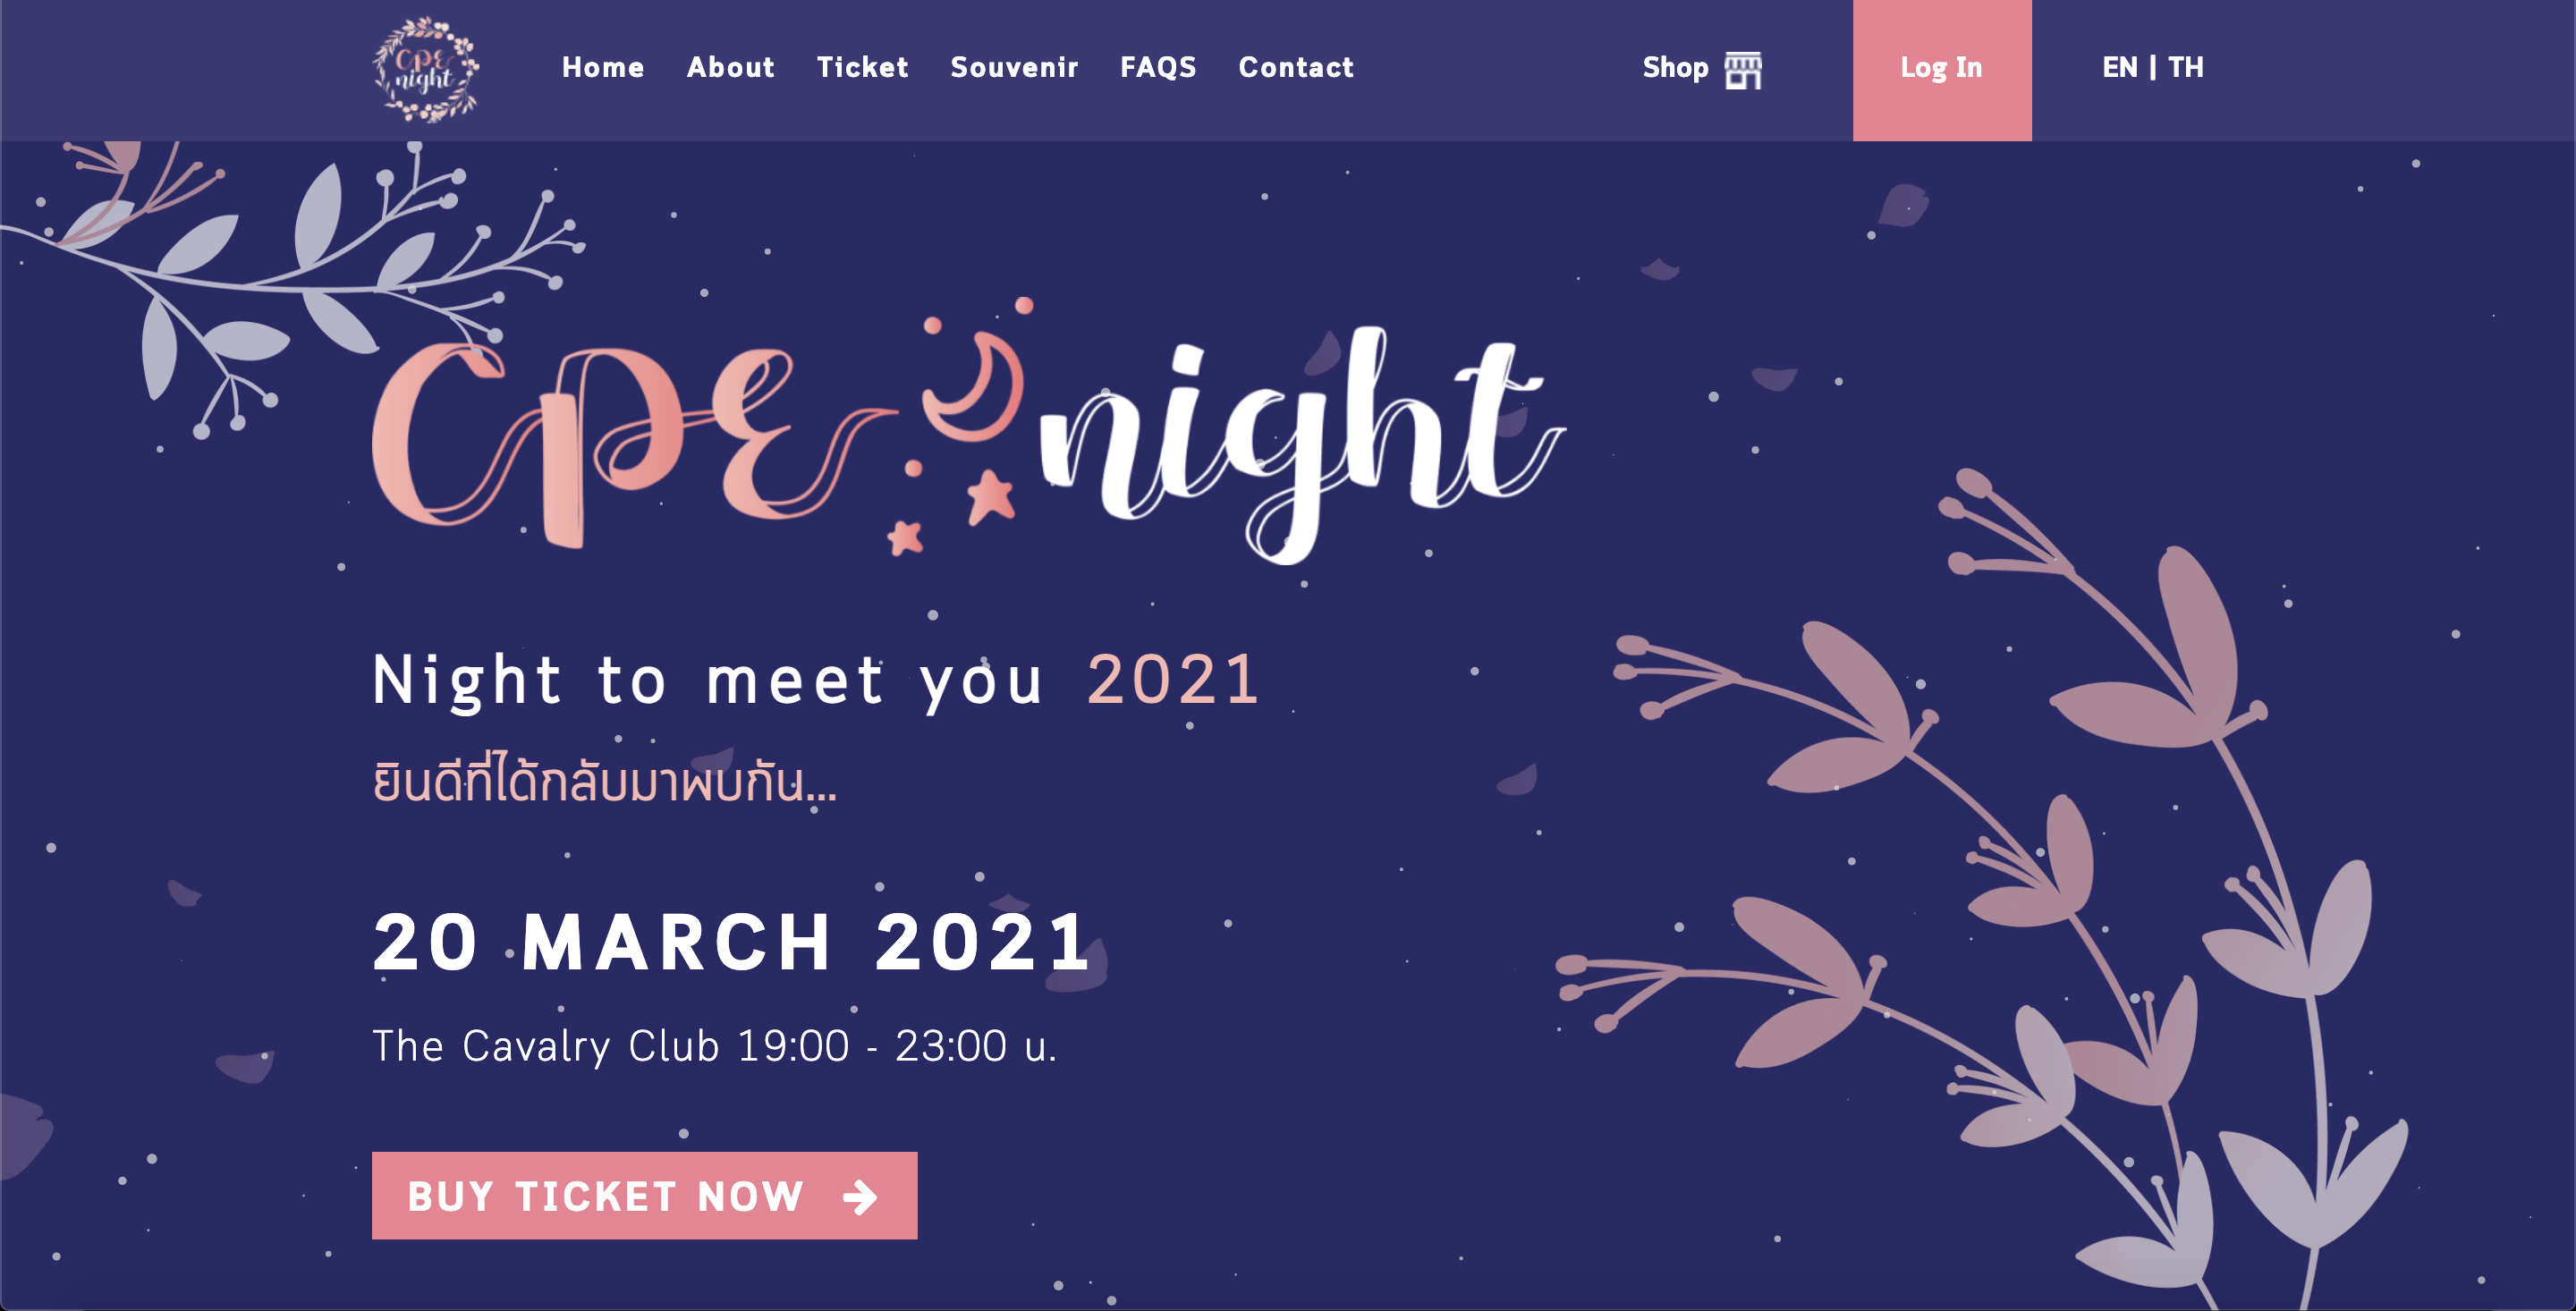 CPE night
Home About Ticket Souvenir FAQS Contact Shop Log In EN | TH
CPE night
Night to meet you 2021
ยินดีที่ได้กลับมาพบกัน...
20 MARCH 2021
The Cavalry Club 19:00 - 23:00 น.
BUY TICKET NOW